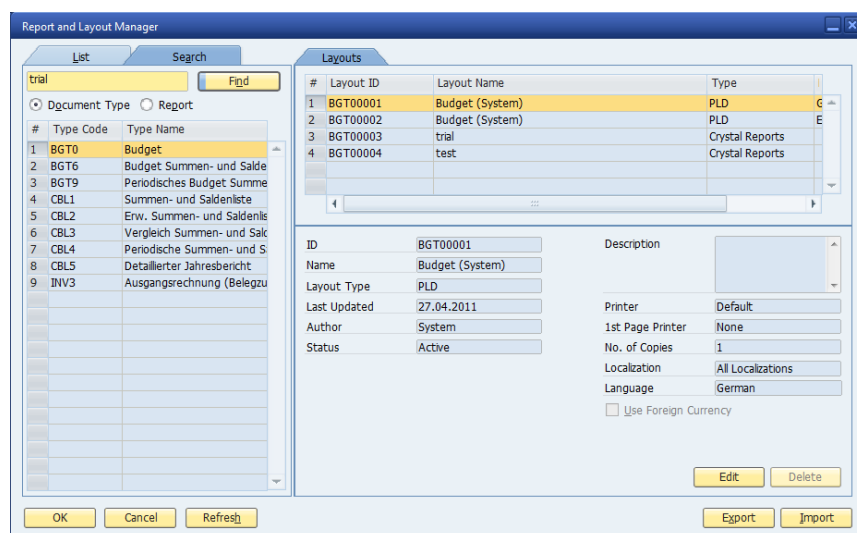 Report and Layout Manager
List Search
trial Find
Document Type Report
# Type Code Type Name
1 BGT0 Budget
2 BGT6 Budget Summen- und Salde
3 BGT9 Periodisches Budget Summe
4 CBL1 Summen- und Saldenliste
5 CBL2 Erw. Summen- und Saldenlis
6 CBL3 Vergleich Summen- und Salc
7 CBL4 Periodische Summen- und S
8 CBL5 Detaillierter Jahresbericht
9 INV3 Ausgangsrechnung (Belegzu
Layouts
# Layout ID Layout Name Type
1 BGT00001 Budget (System) PLD G
2 BGT00002 Budget (System) PLD E
3 BGT00003 trial Crystal Reports
4 BGT00004 test Crystal Reports
ID BGT00001
Name Budget (System)
Layout Type PLD
Last Updated 27.04.2011
Author System
Status Active
Description
Printer Default
1st Page Printer None
No. of Copies 1
Localization All Localizations
Language German
Use Foreign Currency
Edit Delete
OK Cancel Refresh Export Import